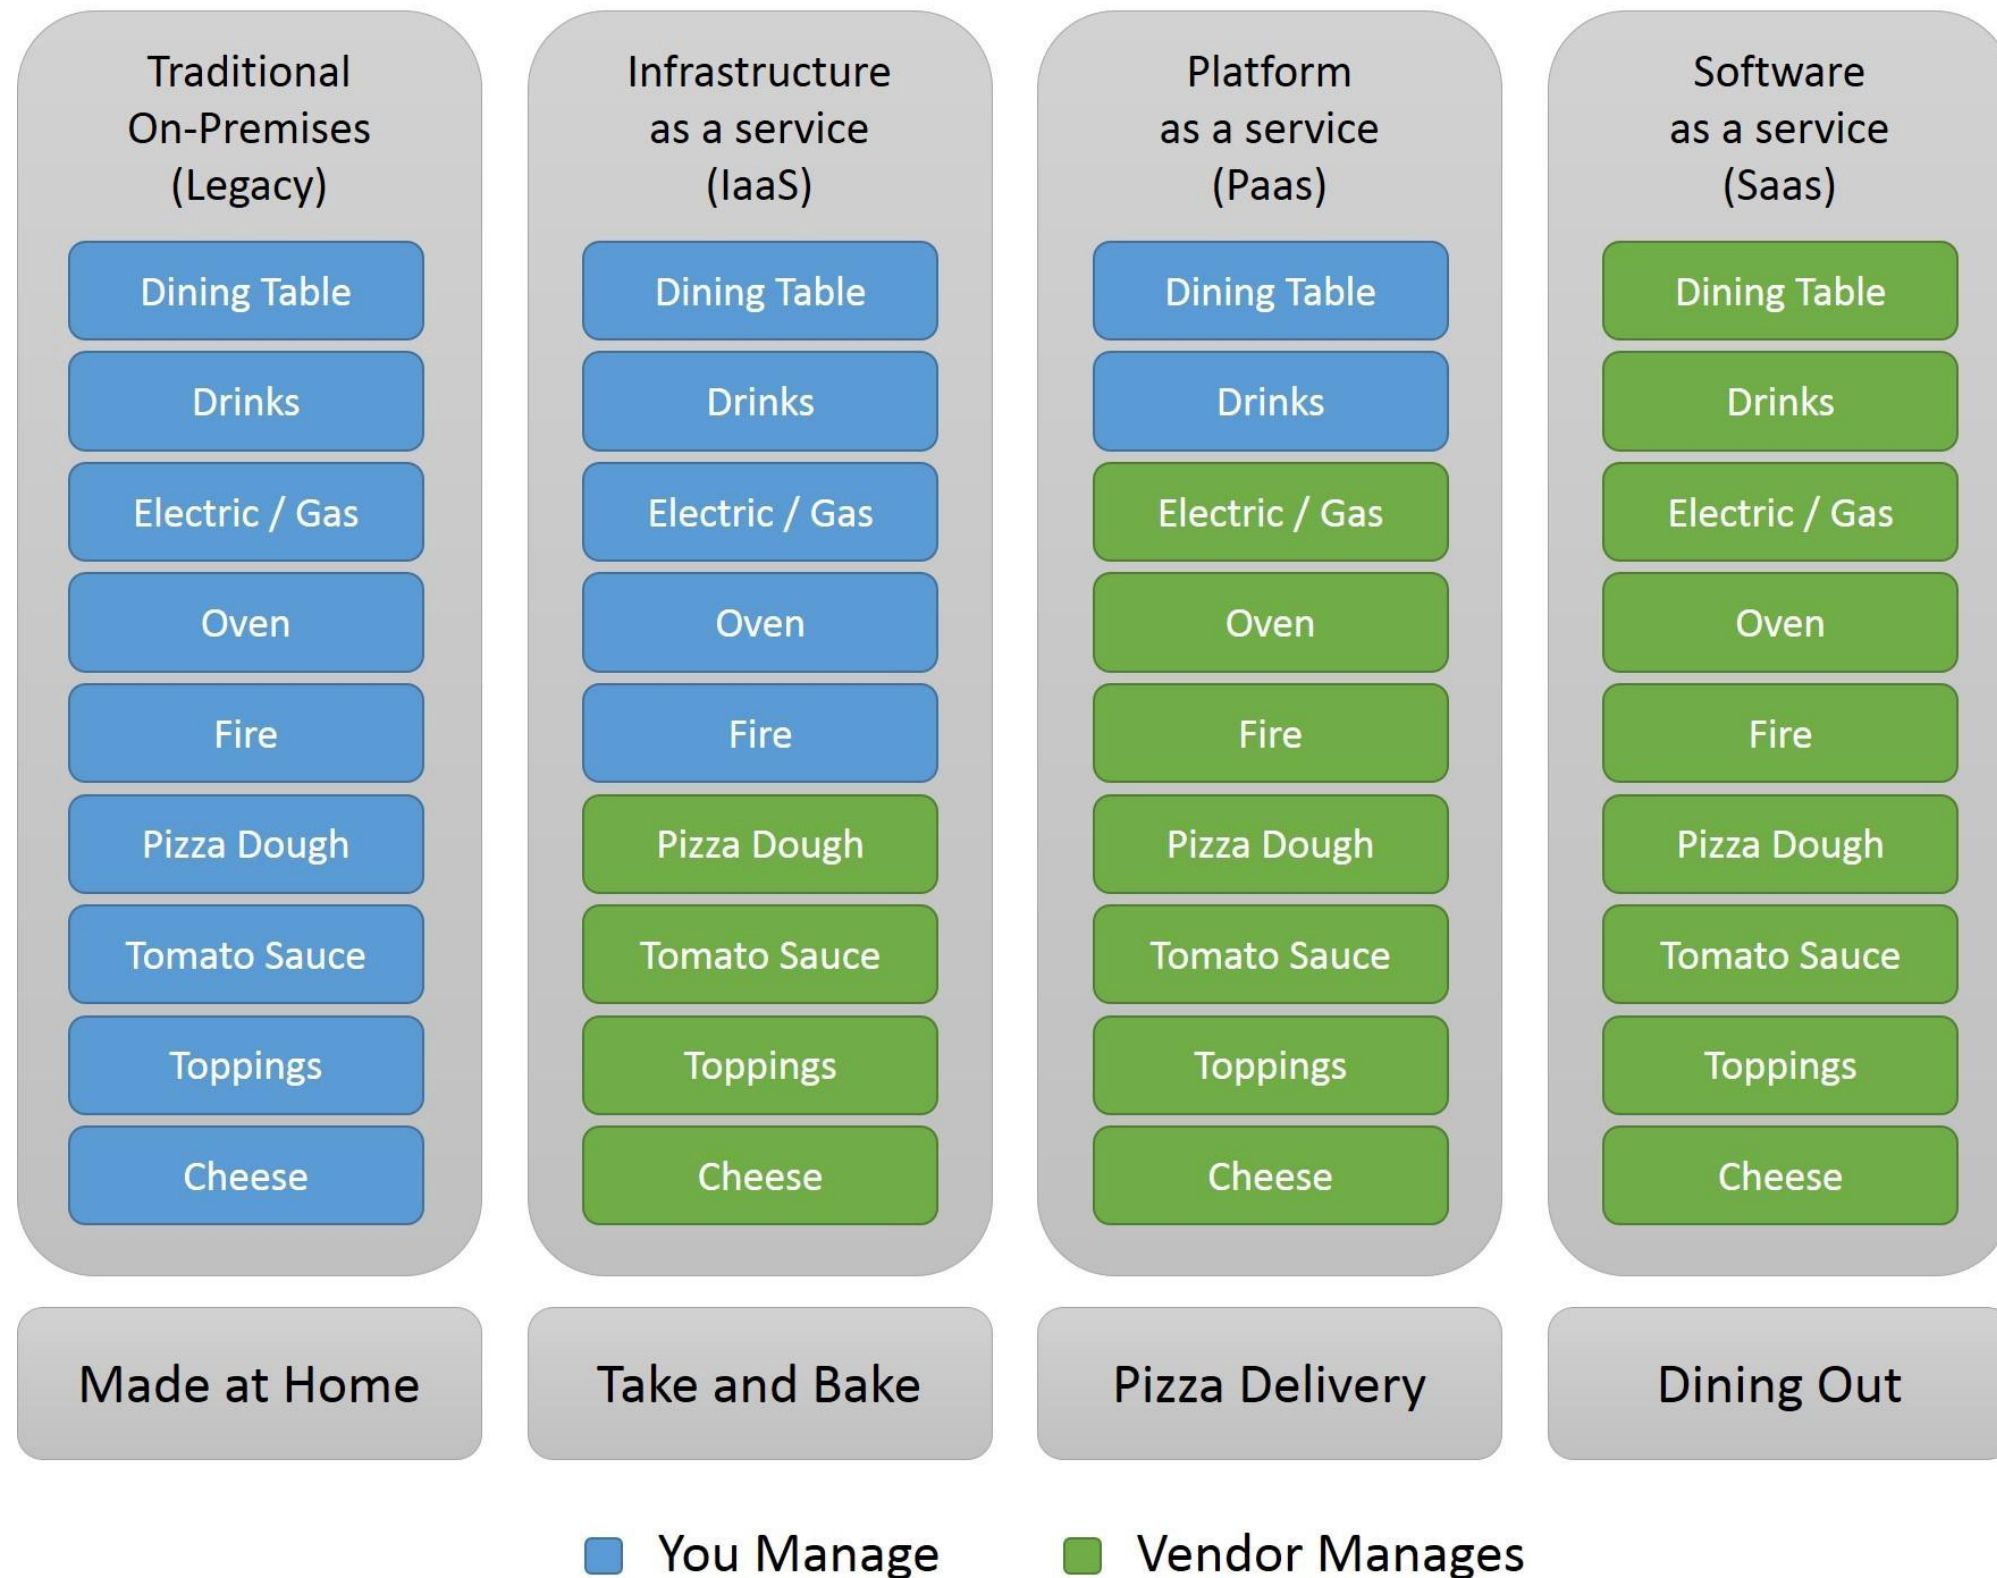 Traditional
On-Premises
(Legacy)
Dining Table
Drinks
Electric / Gas
Oven
Fire
Pizza Dough
Tomato Sauce
Toppings
Cheese
Made at Home
Infrastructure
as a service
(IaaS)
Dining Table
Drinks
Electric / Gas
Oven
Fire
Pizza Dough
Tomato Sauce
Toppings
Cheese
Take and Bake
Platform
as a service
(Paas)
Dining Table
Drinks
Electric / Gas
Oven
Fire
Pizza Dough
Tomato Sauce
Toppings
Cheese
Pizza Delivery
Software
as a service
(Saas)
Dining Table
Drinks
Electric / Gas
Oven
Fire
Pizza Dough
Tomato Sauce
Toppings
Cheese
Dining Out
You Manage
Vendor Manages